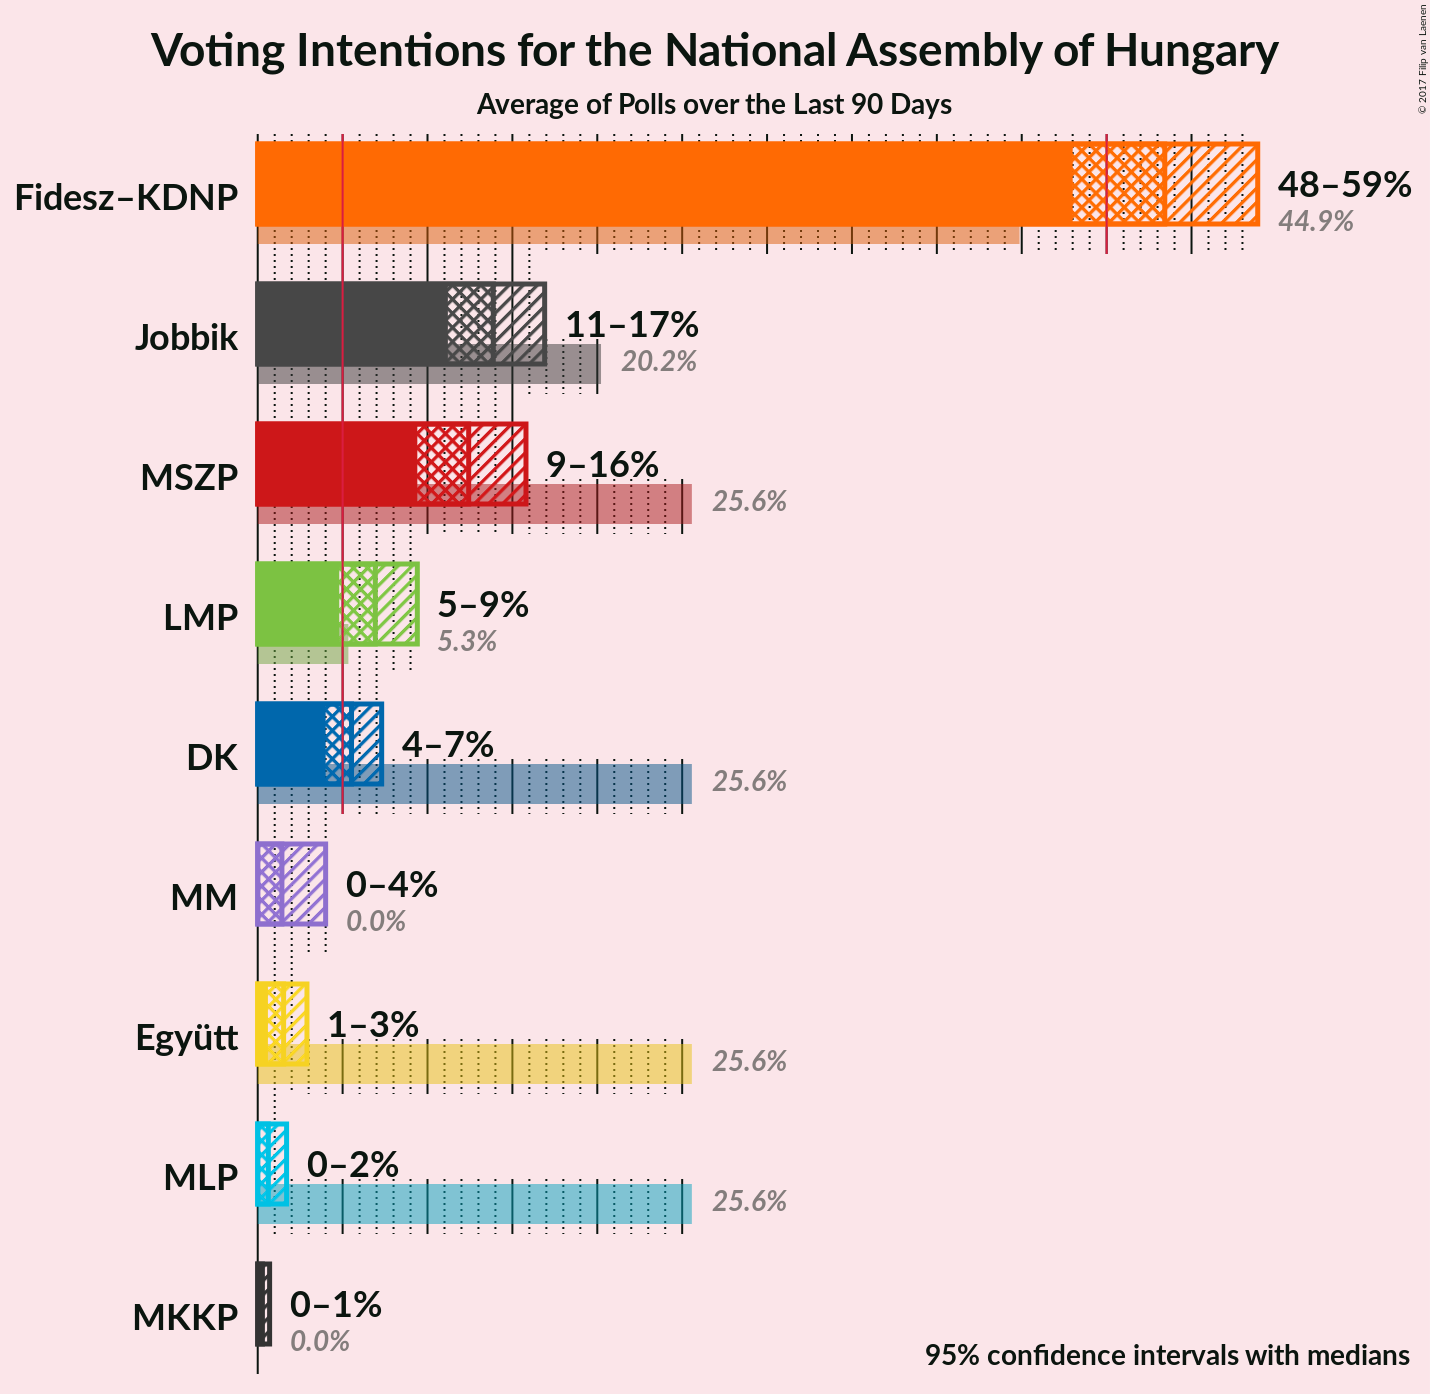 Voting Intentions for the National Assembly of Hungary
Average of Polls over the Last 90 Days
© 2017 Filip van Laenen
Fidesz–KDNP
48–59%
44.9%
Jobbik
11–17%
20.2%
MSZP
9–16%
25.6%
LMP
5–9%
5.3%
DK
4–7%
25.6%
MM
0–4%
0.0%
Együtt
1–3%
25.6%
MLP
0–2%
25.6%
MKKP
0–1%
0.0%
95% confidence intervals with medians